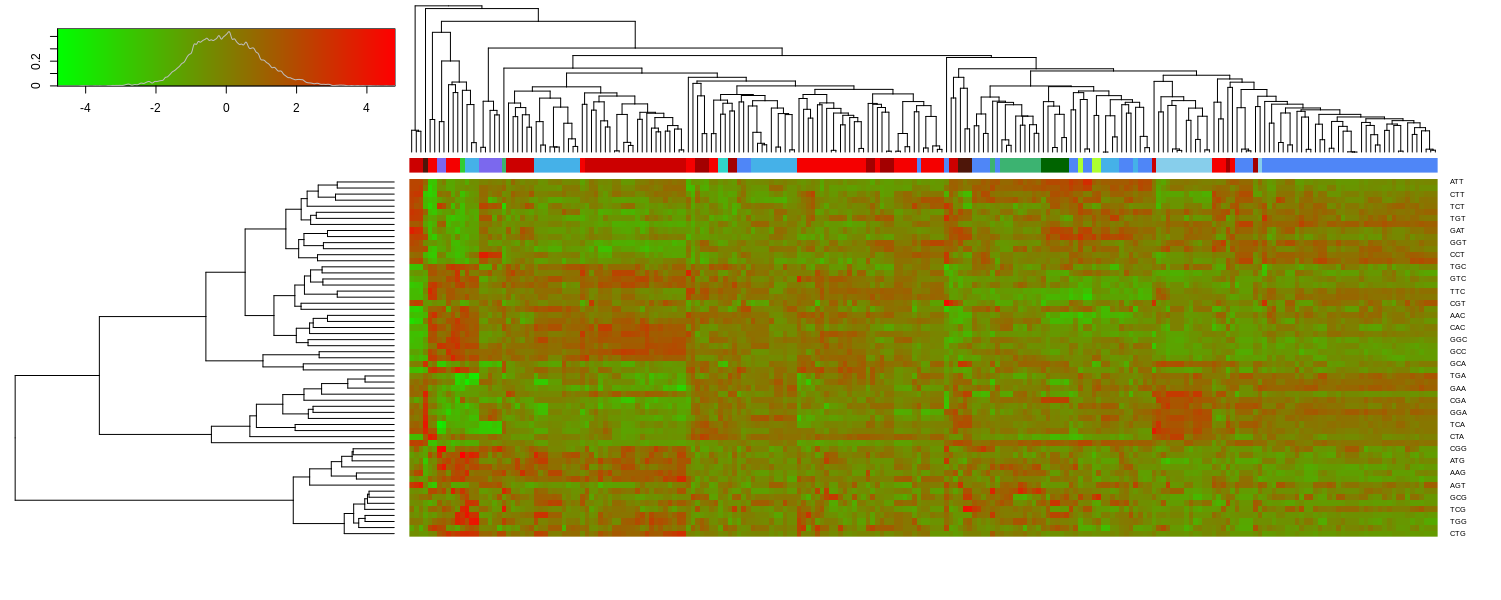 0.2
0
-4 -2 0 2 4
ATT
CTT
TCT
TGT
GAT
GGT
CCT
TGC
GTC
TTC
CGT
AAC
CAC
GGC
GCC
GCA
TGA
GAA
CGA
GGA
TCA
CTA
CGG
ATG
AAG
AGT
GCG
TCG
TGG
CTG